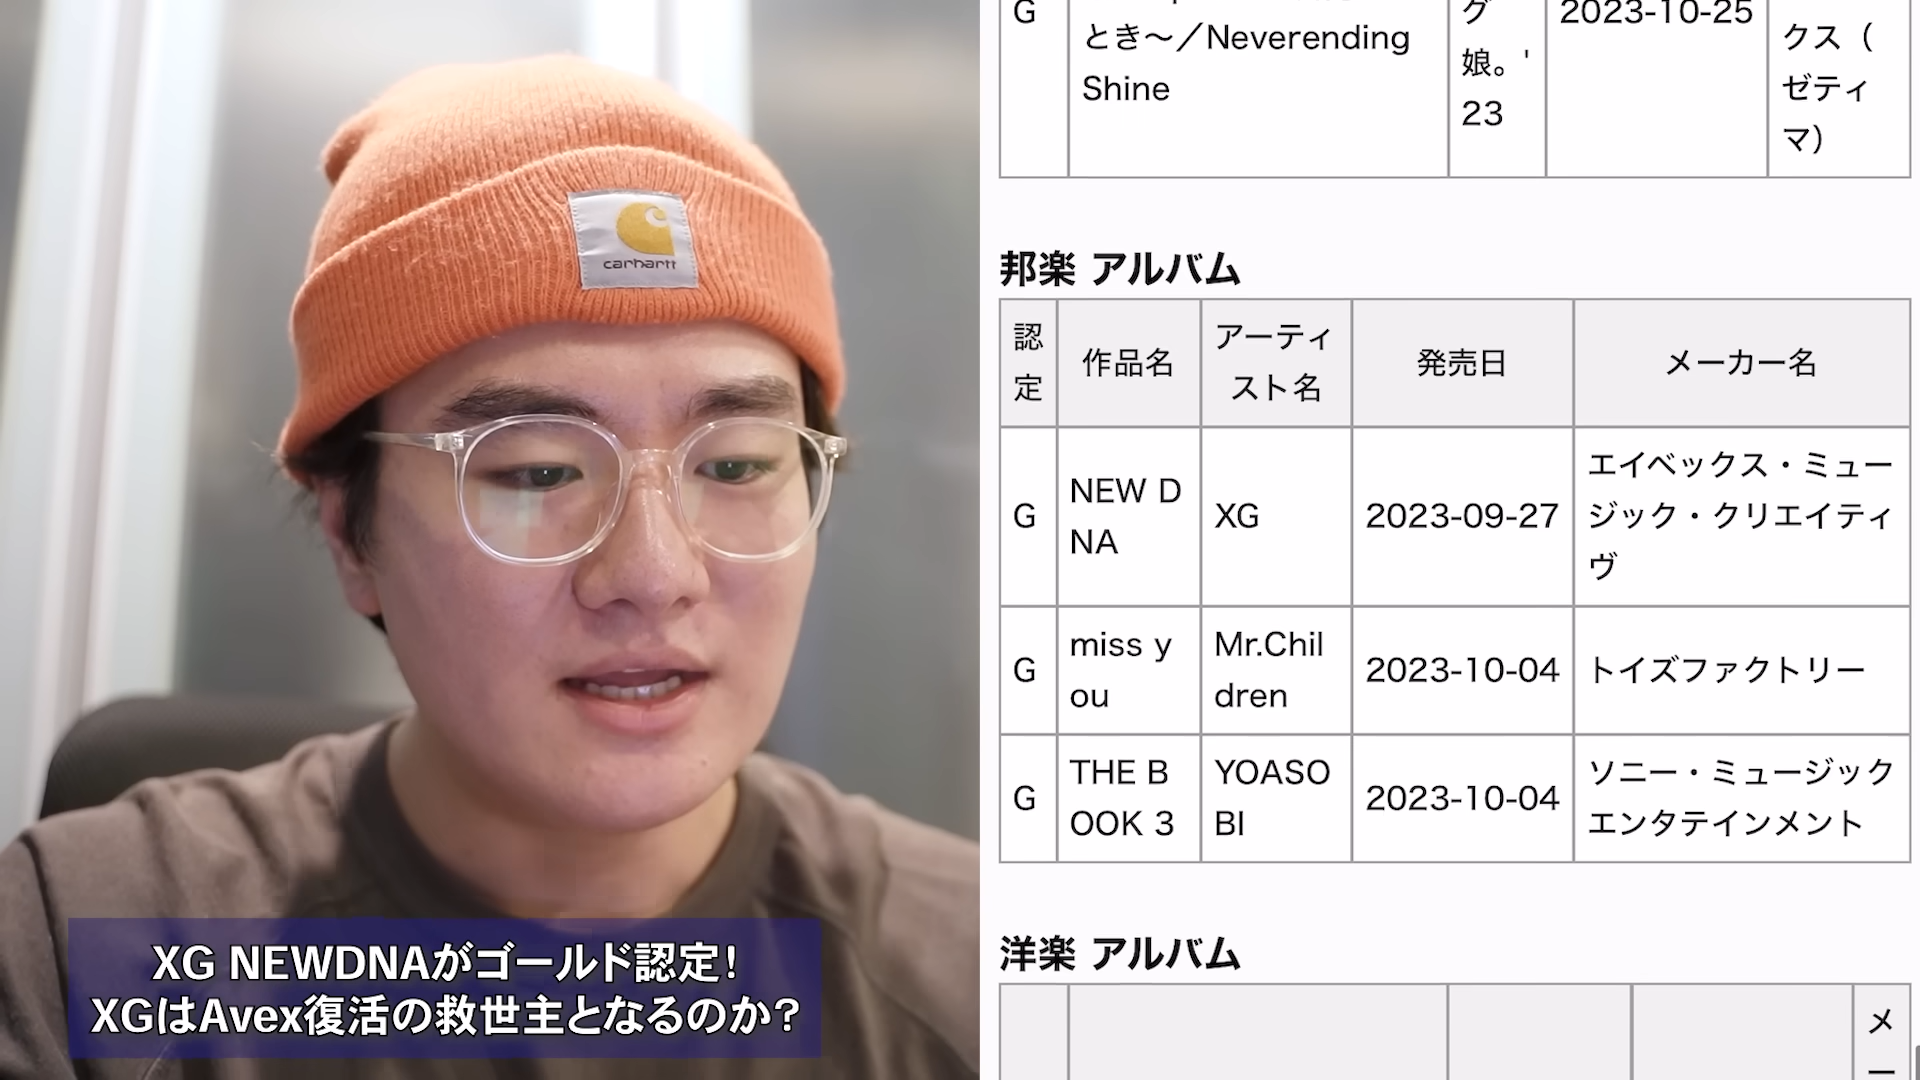 carhartt
XG NEWDNAがゴールド認定！
XGはAvex復活の救世主となるのか？
G
とき〜／Neverending
Shine
グ
娘。'
23
2023-10-25
クス（
ゼティ
マ）
邦楽 アルバム
認
定
作品名
アーティ
スト名
発売日
メーカー名
G
NEW D
NA
XG
2023-09-27
エイベックス・ミュー
ジック・クリエイティ
ヴ
G
miss y
ou
Mr.Chil
dren
2023-10-04
トイズファクトリー
G
THE B
OOK 3
YOASO
BI
2023-10-04
ソニー・ミュージック
エンタテインメント
洋楽 アルバム
メ
ー